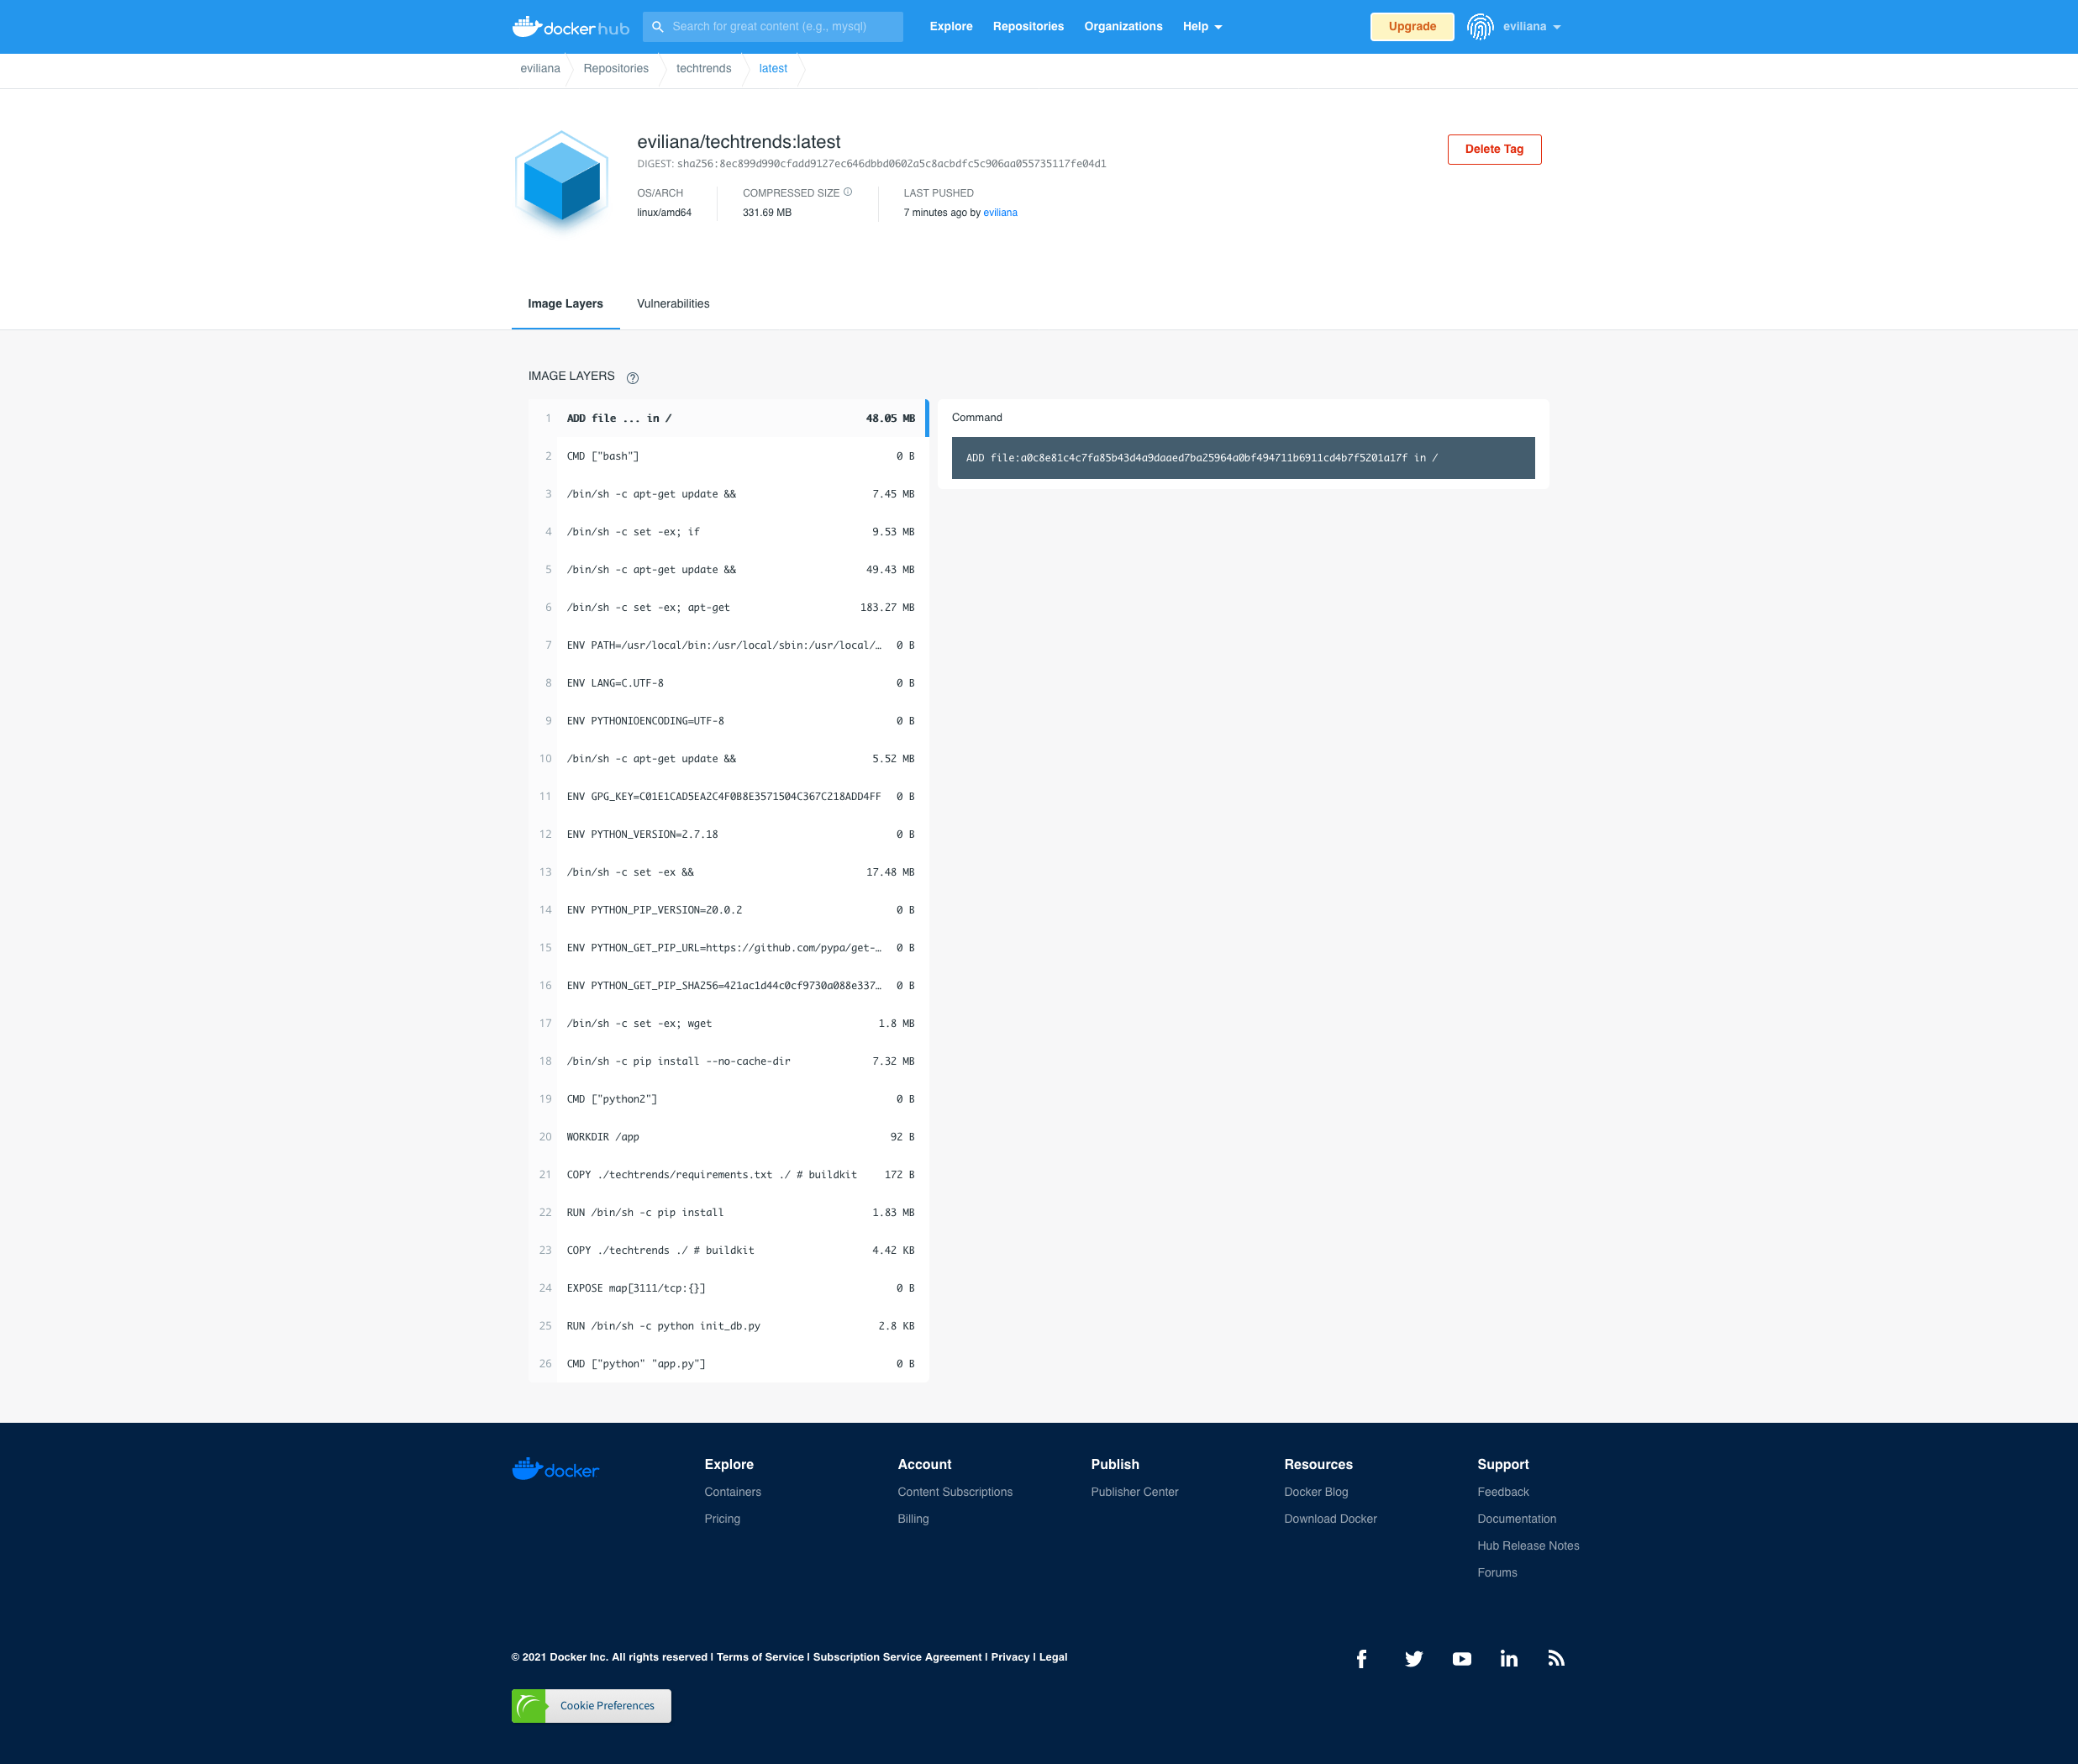 docker hub
Search for great content (e.g., mysql)
Explore
Repositories
Organizations
Help
Upgrade
eviliana
eviliana
Repositories
techtrends
latest
eviliana/techtrends:latest
DIGEST: sha256:8ec899d990cfadd9127ec646dbbd0602a5c8acbdfc5c906aa055735117fe04d1
Delete Tag
OS/ARCH
linux/amd64
COMPRESSED SIZE
331.69 MB
LAST PUSHED
7 minutes ago by eviliana
Image Layers
Vulnerabilities
IMAGE LAYERS
1 ADD file ... in / 48.05 MB
2 CMD ["bash"] 0 B
3 /bin/sh -c apt-get update && 7.45 MB
4 /bin/sh -c set -ex; if 9.53 MB
5 /bin/sh -c apt-get update && 49.43 MB
6 /bin/sh -c set -ex; apt-get 183.27 MB
7 ENV PATH=/usr/local/bin:/usr/local/sbin:/usr/local/… 0 B
8 ENV LANG=C.UTF-8 0 B
9 ENV PYTHONIOENCODING=UTF-8 0 B
10 /bin/sh -c apt-get update && 5.52 MB
11 ENV GPG_KEY=C01E1CAD5EA2C4F0B8E3571504C367C218ADD4FF 0 B
12 ENV PYTHON_VERSION=2.7.18 0 B
13 /bin/sh -c set -ex && 17.48 MB
14 ENV PYTHON_PIP_VERSION=20.0.2 0 B
15 ENV PYTHON_GET_PIP_URL=https://github.com/pypa/get-… 0 B
16 ENV PYTHON_GET_PIP_SHA256=421ac1d44c0cf9730a088e337… 0 B
17 /bin/sh -c set -ex; wget 1.8 MB
18 /bin/sh -c pip install --no-cache-dir 7.32 MB
19 CMD ["python2"] 0 B
20 WORKDIR /app 92 B
21 COPY ./techtrends/requirements.txt ./ # buildkit 172 B
22 RUN /bin/sh -c pip install 1.83 MB
23 COPY ./techtrends ./ # buildkit 4.42 KB
24 EXPOSE map[3111/tcp:{}] 0 B
25 RUN /bin/sh -c python init_db.py 2.8 KB
26 CMD ["python" "app.py"] 0 B
Command
ADD file:a0c8e81c4c7fa85b43d4a9daaed7ba25964a0bf494711b6911cd4b7f5201a17f in /
docker
Explore
Containers
Pricing
Account
Content Subscriptions
Billing
Publish
Publisher Center
Resources
Docker Blog
Download Docker
Support
Feedback
Documentation
Hub Release Notes
Forums
© 2021 Docker Inc. All rights reserved | Terms of Service | Subscription Service Agreement | Privacy | Legal
Cookie Preferences